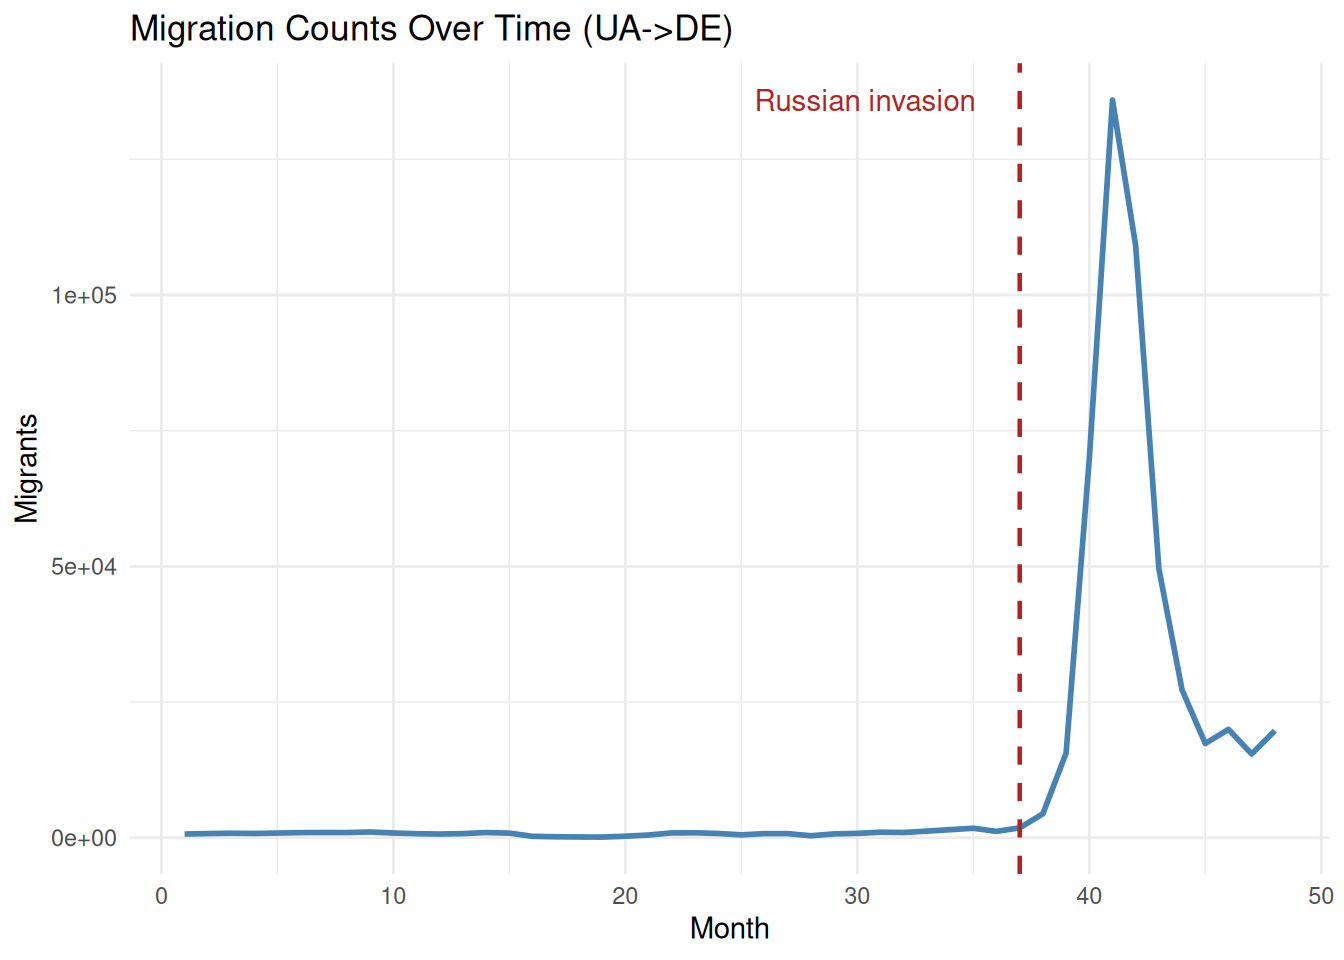 Migration Counts Over Time (UA->DE)
Russian invasion
1e+05
5e+04
0e+00
Migrants
0 10 20 30 40 50
Month